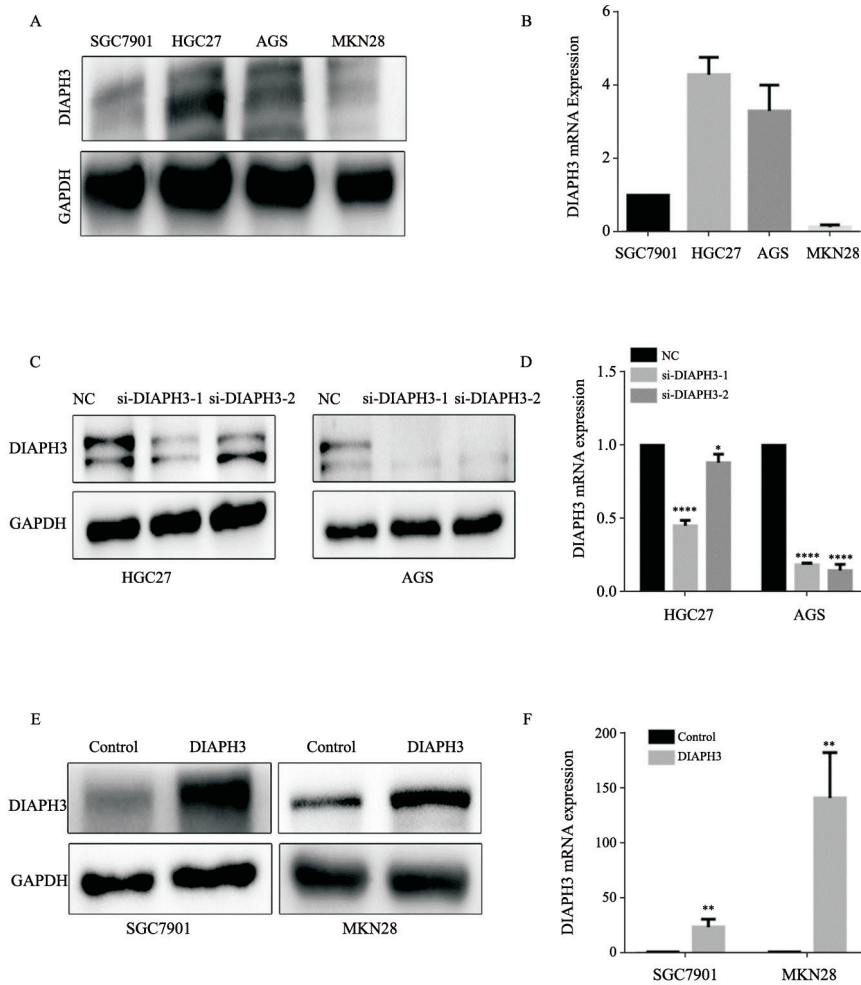 A
SGC7901 HGC27 AGS MKN28
DIAPH3
GAPDH
B
DIAPH3 mRNA Expression
6
4
2
0
SGC7901 HGC27 AGS MKN28
C
NC si-DIAPH3-1 si-DIAPH3-2
NC si-DIAPH3-1 si-DIAPH3-2
DIAPH3
GAPDH
HGC27
AGS
D
NC
si-DIAPH3-1
si-DIAPH3-2
DIAPH3 mRNA expression
1.5
1.0
0.5
0.0
****
*
****
****
HGC27 AGS
E
Control DIAPH3
Control DIAPH3
DIAPH3
GAPDH
SGC7901
MKN28
F
Control
DIAPH3
DIAPH3 mRNA expression
200
150
100
50
0
**
**
SGC7901 MKN28